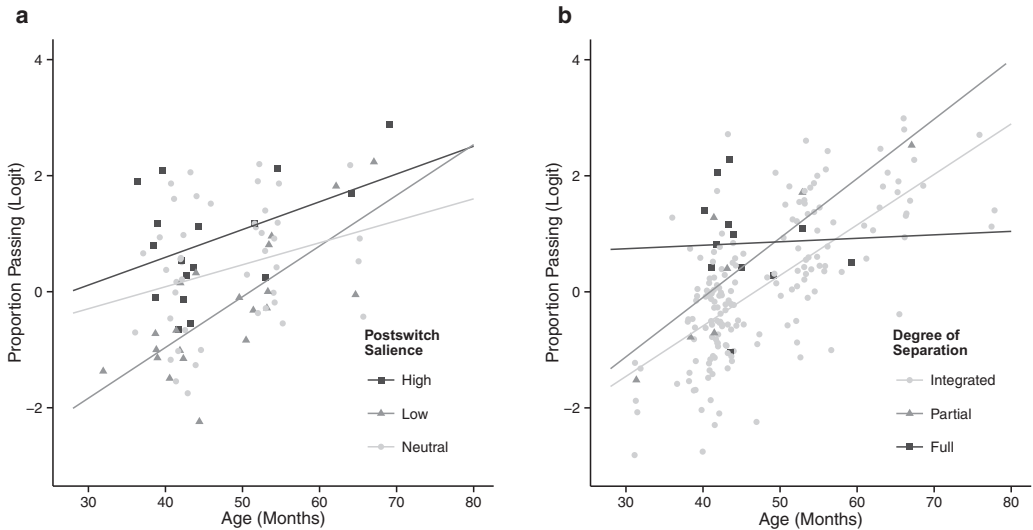 a
Proportion Passing (Logit)
4
2
0
–2
30 40 50 60 70 80
Age (Months)
Postswitch
Salience
High
Low
Neutral
b
Proportion Passing (Logit)
4
2
0
–2
30 40 50 60 70 80
Age (Months)
Degree of
Separation
Integrated
Partial
Full